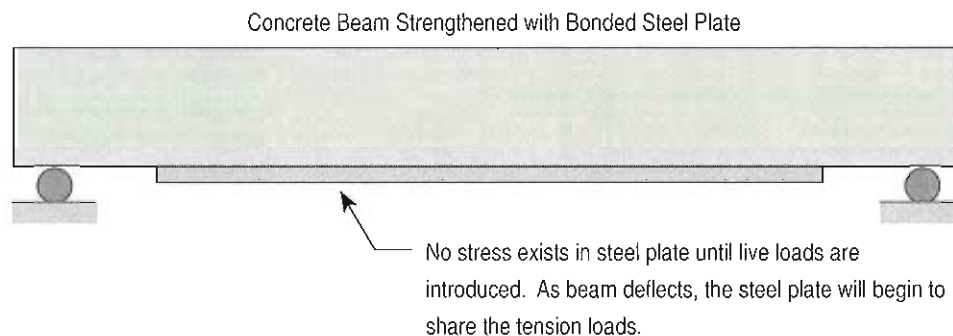 Concrete Beam Strengthened with Bonded Steel Plate
No stress exists in steel plate until live loads are
introduced. As beam deflects, the steel plate will begin to
share the tension loads.